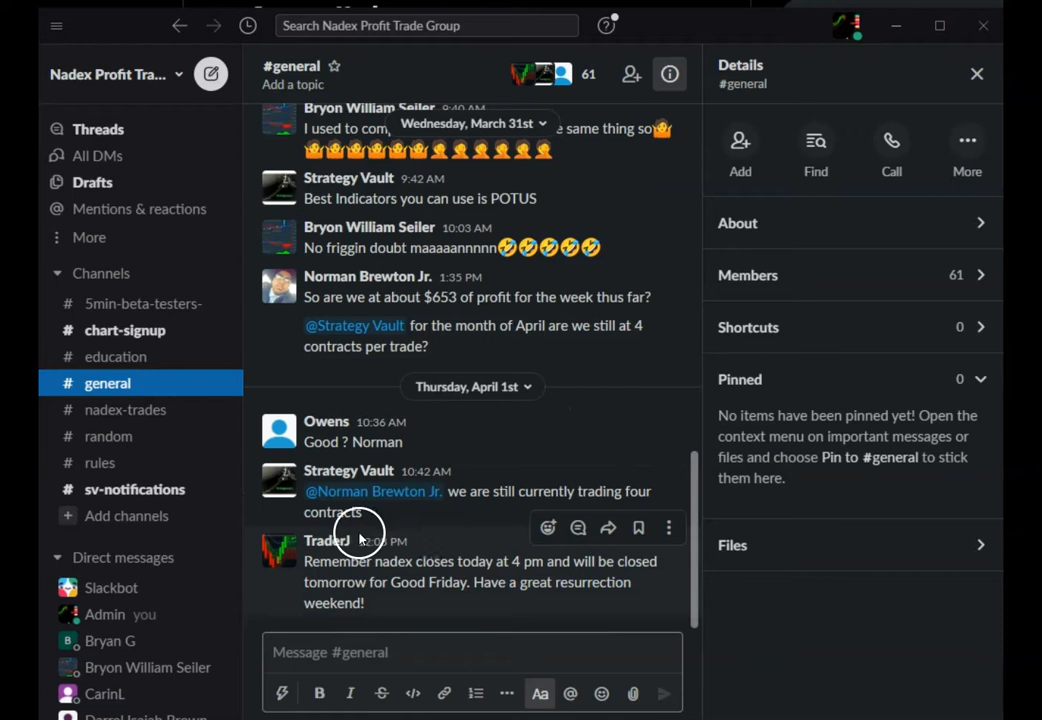 Search Nadex Profit Trade Group
Nadex Profit Tra...
Threads
All DMs
Drafts
Mentions & reactions
More
Channels
# 5min-beta-testers-
# chart-signup
# education
# general
# nadex-trades
# random
# rules
# sv-notifications
+ Add channels
Direct messages
Slackbot
Admin you
B Bryan G
Bryon William Seiler
CarinL
#general
Add a topic
61
Bryon William Seiler 9:40 AM
Wednesday, March 31st
I used to com e same thing so🤷
🤷🤷🤷🤷🤷🤷🤦🤦🤦🤦🤦🤦
Strategy Vault 9:42 AM
Best Indicators you can use is POTUS
Bryon William Seiler 10:03 AM
No friggin doubt maaaaannnnn🤣🤣🤣🤣🤣
Norman Brewton Jr. 1:35 PM
So are we at about $653 of profit for the week thus far?
@Strategy Vault for the month of April are we still at 4
contracts per trade?
Thursday, April 1st
Owens 10:36 AM
Good ? Norman
Strategy Vault 10:42 AM
@Norman Brewton Jr. we are still currently trading four
contracts
TraderJ PM
Remember nadex closes today at 4 pm and will be closed
tomorrow for Good Friday. Have a great resurrection
weekend!
Message #general
B I S Aa @
Details
#general
Add
Find
Call
More
About
Members 61
Shortcuts 0
Pinned 0
No items have been pinned yet! Open the
context menu on important messages or
files and choose Pin to #general to stick
them here.
Files